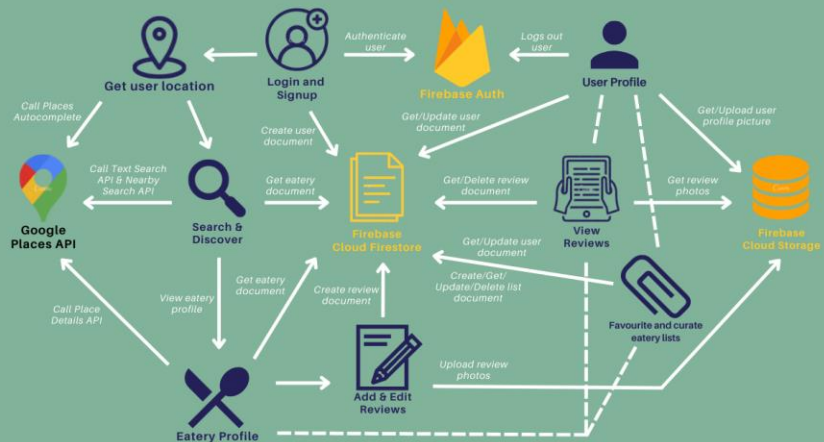 Authenticate
user
Logs out
user
Get user location
Login and
Signup
Firebase Auth
User Profile
Call Places
Autocomplete
Create user
document
Get/Update user
document
Get/Upload user
profile picture
Call Text Search
API & Nearby
Search API
Get eatery
document
Get/Delete review
document
Get review
photos
Google
Places API
Search &
Discover
Firebase
Cloud Firestore
View
Reviews
Firebase
Cloud Storage
Get/Update user
document
Create/Get/
Update/Delete list
document
Call Place
Details API
View eatery
profile
Get eatery
document
Create review
document
Favourite and curate
eatery lists
Upload review
photos
Add & Edit
Reviews
Eatery Profile